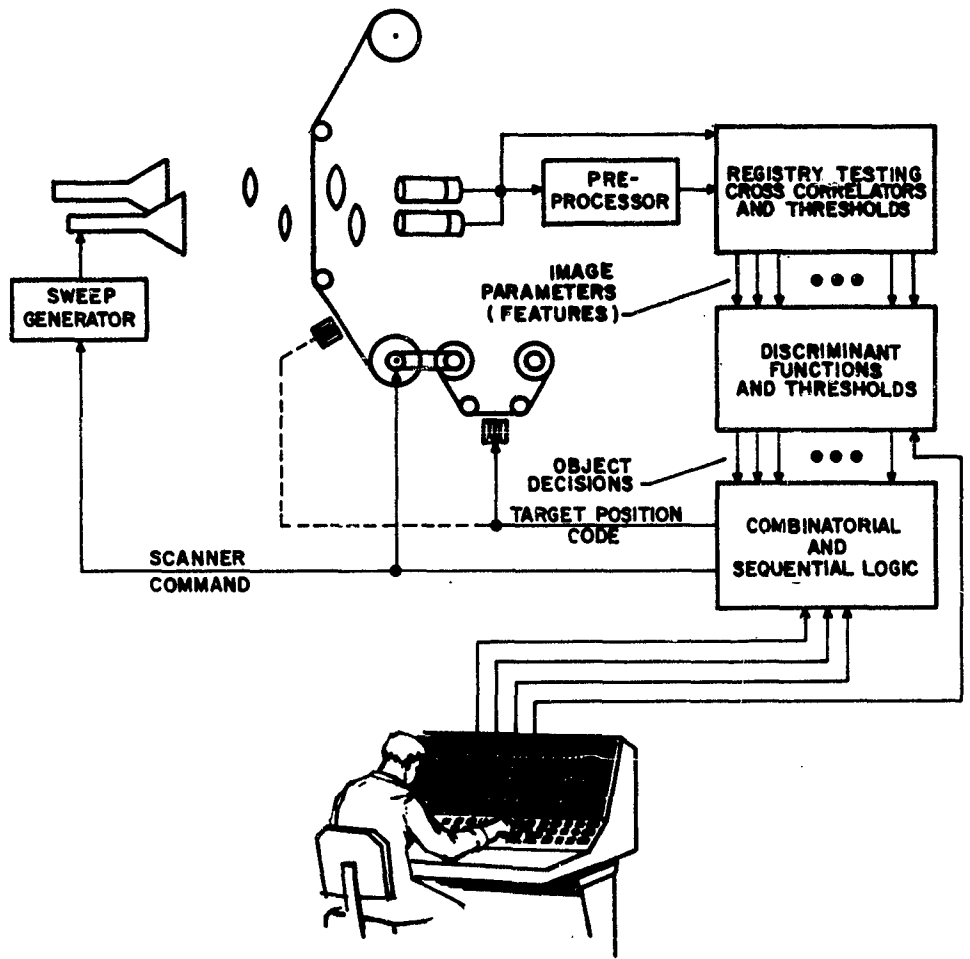 PRE-
PROCESSOR
REGISTRY TESTING
CROSS CORRELATORS
AND THRESHOLDS
SWEEP
GENERATOR
IMAGE
PARAMETERS
(FEATURES)
DISCRIMINANT
FUNCTIONS
AND THRESHOLDS
OBJECT
DECISIONS
TARGET POSITION
CODE
COMBINATORIAL
AND
SEQUENTIAL LOGIC
SCANNER
COMMAND